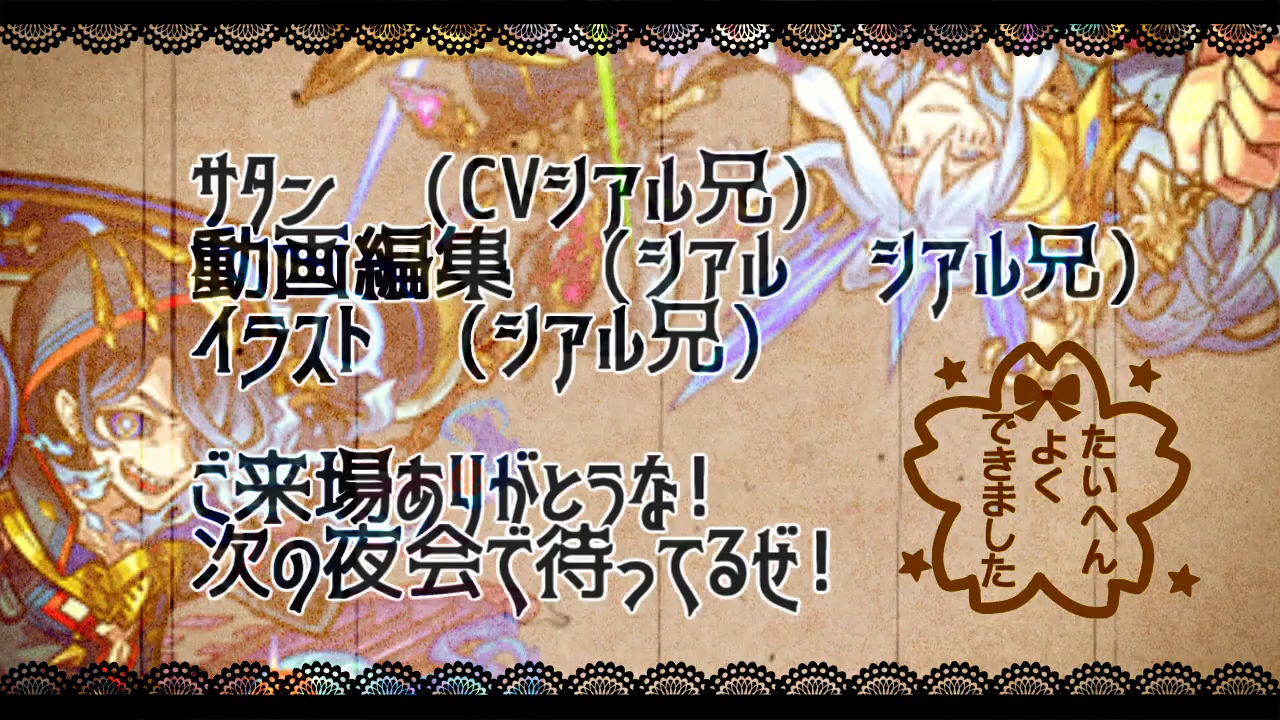 サタン　(CVシアル兄)
動画編集　(シアル　シアル兄)
イラスト　(シアル兄)
ご来場ありがとうな!
次の夜会で待ってるぜ!
たいへん
よく
できました